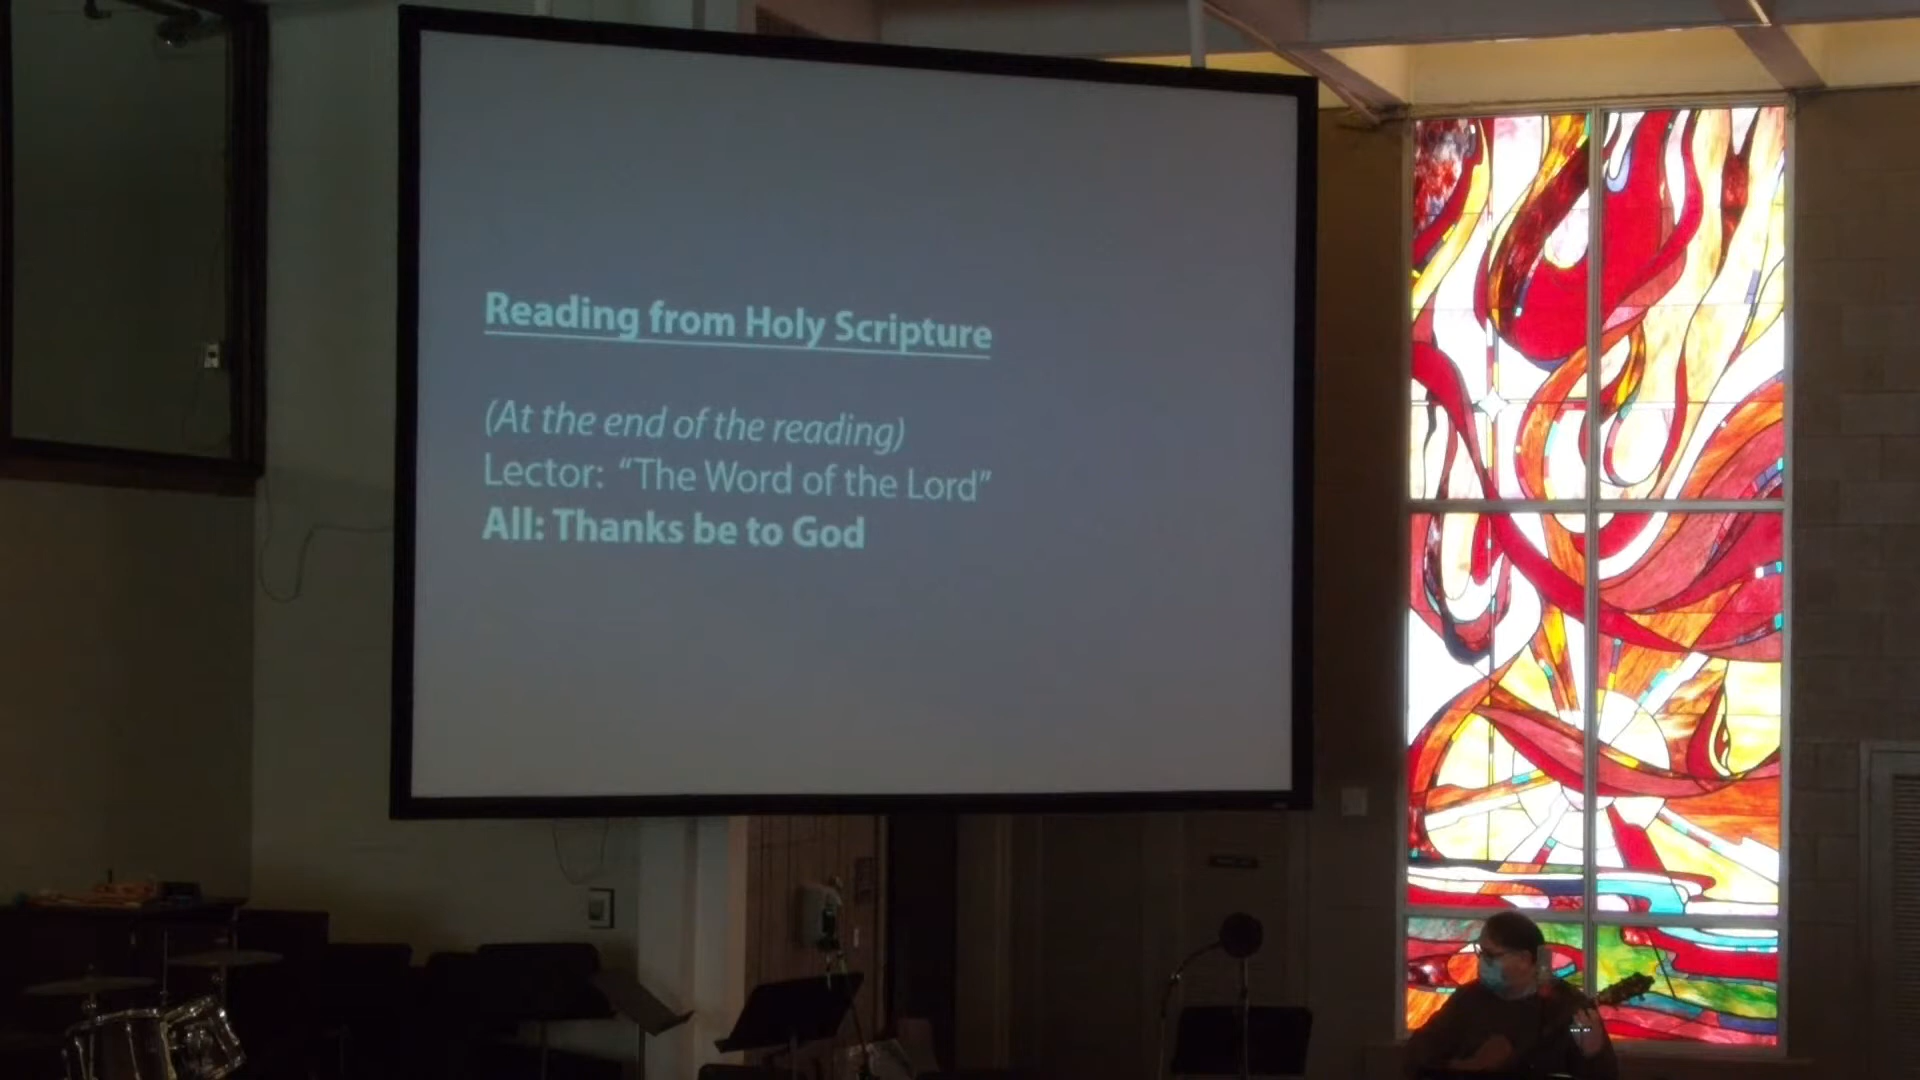 Reading from Holy Scripture
(At the end of the reading)
Lector: “The Word of the Lord”
All: Thanks be to God